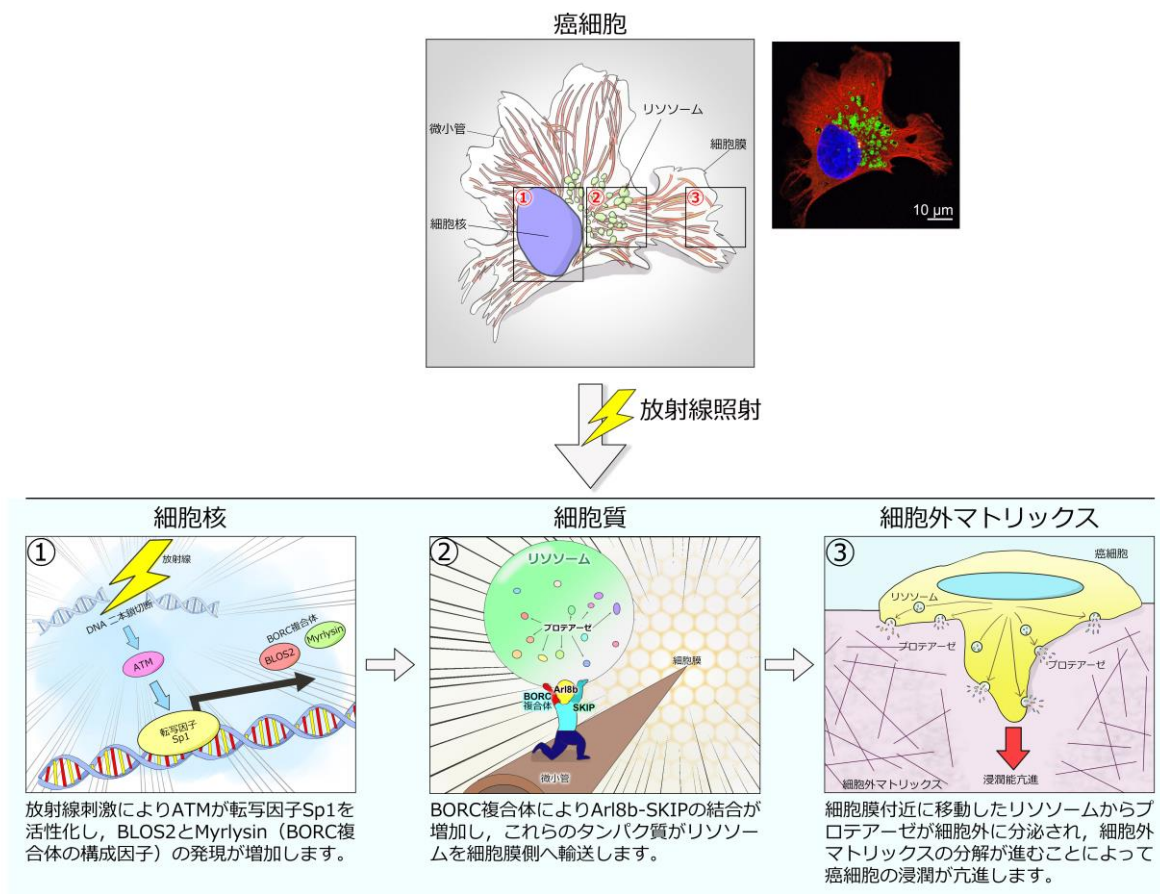 癌細胞
リソソーム
微小管
細胞膜
①
②
③
細胞核
10 μm
放射線照射
細胞核
①
放射線
DNA 二本鎖切断
BORC複合体
Myrlysin
BLOS2
ATM
転写因子
Sp1
放射線刺激によりATMが転写因子Sp1を
活性化し，BLOS2とMyrlysin（BORC複
合体の構成因子）の発現が増加します。
細胞質
②
リソソーム
プロテアーゼ
細胞膜
Arl8b
BORC
複合体
SKIP
微小管
BORC複合体によりArl8b-SKIPの結合が
増加し，これらのタンパク質がリソソー
ムを細胞膜側へ輸送します。
細胞外マトリックス
③
癌細胞
リソソーム
プロテアーゼ
プロテアーゼ
細胞外マトリックス
浸潤能亢進
細胞膜付近に移動したリソソームから
プロテアーゼが細胞外に分泌され，細胞外
マトリックスの分解が進むことによって
癌細胞の浸潤が亢進します。